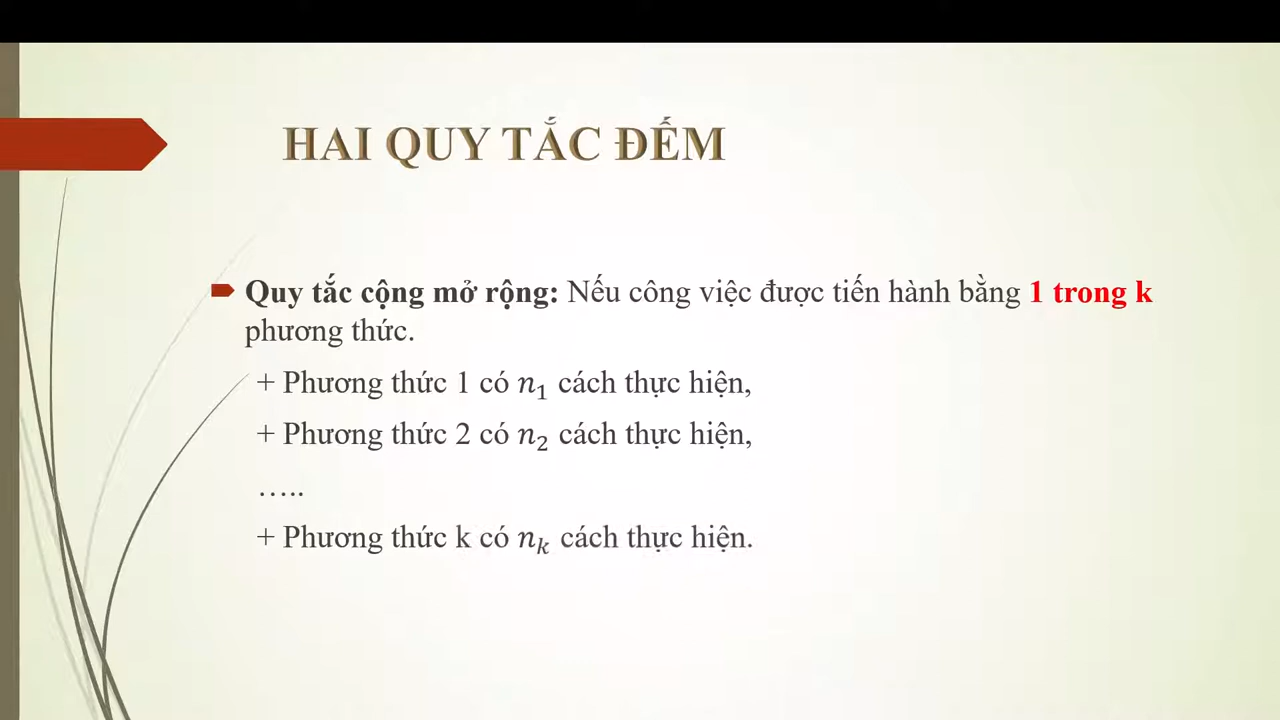 HAI QUY TẮC ĐẾM
Quy tắc cộng mở rộng: Nếu công việc được tiến hành bằng 1 trong k
phương thức.
+ Phương thức 1 có n₁ cách thực hiện,
+ Phương thức 2 có n₂ cách thực hiện,
…..
+ Phương thức k có nₖ cách thực hiện.